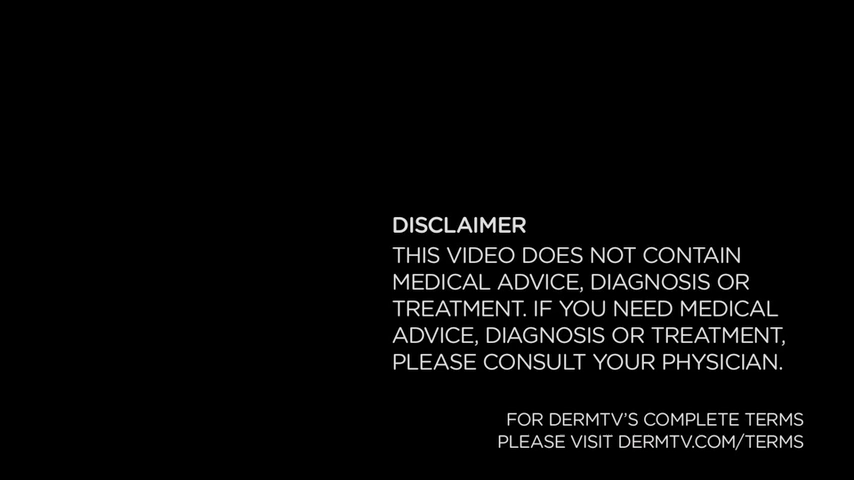 DISCLAIMER
THIS VIDEO DOES NOT CONTAIN
MEDICAL ADVICE, DIAGNOSIS OR
TREATMENT. IF YOU NEED MEDICAL
ADVICE, DIAGNOSIS OR TREATMENT,
PLEASE CONSULT YOUR PHYSICIAN.
FOR DERMTV'S COMPLETE TERMS
PLEASE VISIT DERMTV.COM/TERMS